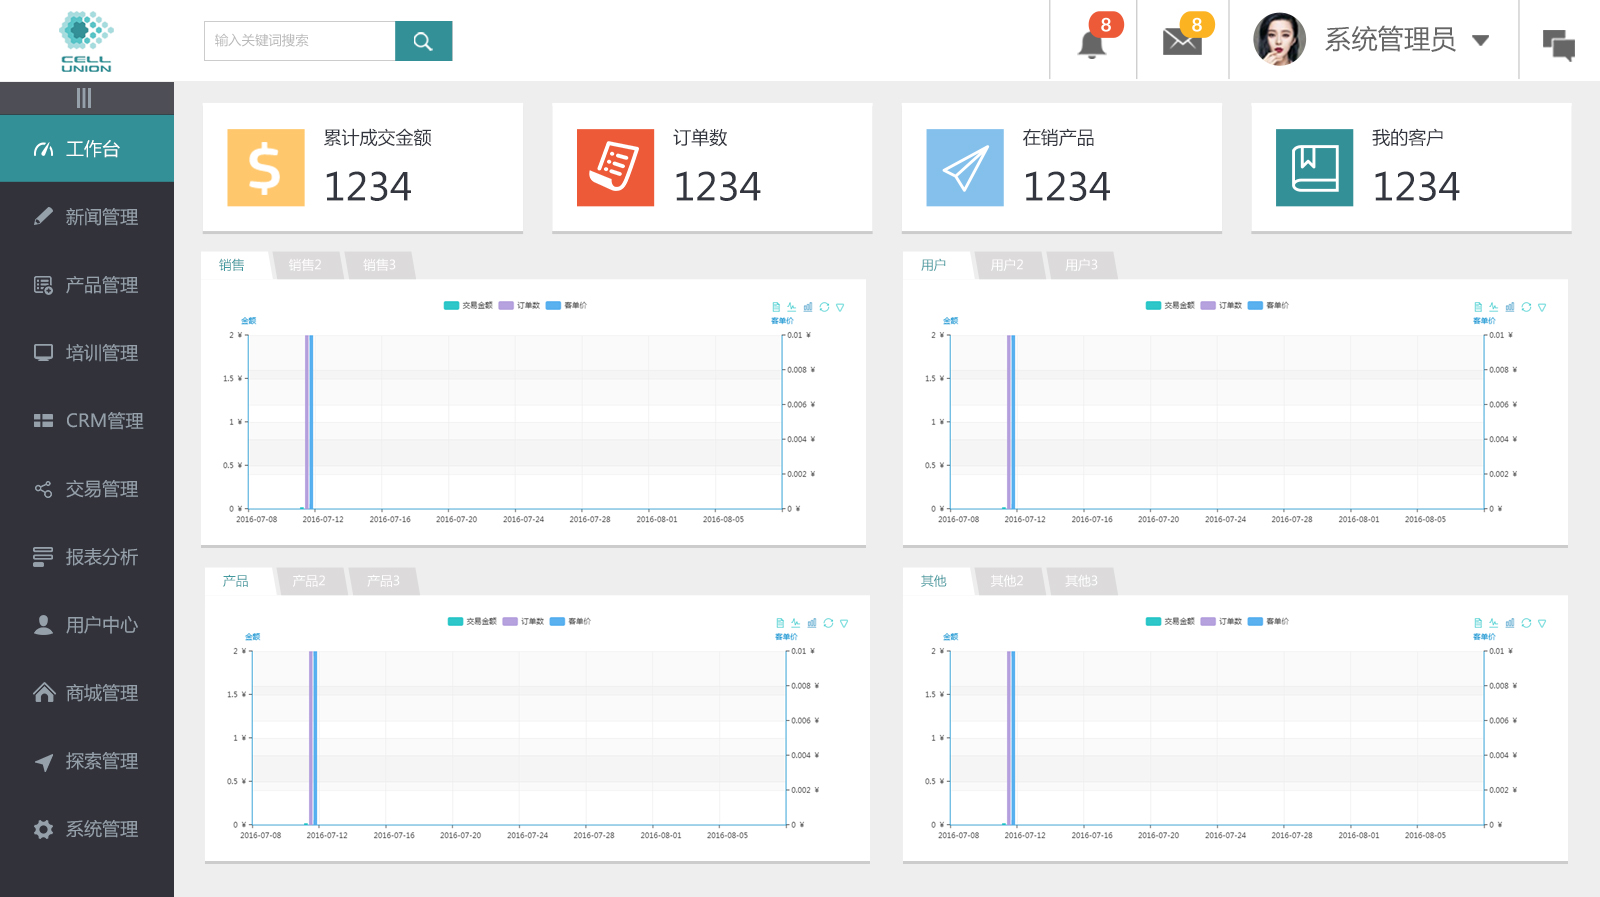 CELL
UNION
输入关键词搜索
8
8
系统管理员
工作台
新闻管理
产品管理
培训管理
CRM管理
交易管理
报表分析
用户中心
商城管理
探索管理
系统管理
累计成交金额
1234
订单数
1234
在销产品
1234
我的客户
1234
销售 销售2 销售3
交易金额 订单数 客单价
金额 客单价
2 ¥
1.5 ¥
1 ¥
0.5 ¥
0 ¥
0.01 ¥
0.008 ¥
0.006 ¥
0.004 ¥
0.002 ¥
0 ¥
2016-07-08 2016-07-12 2016-07-16 2016-07-20 2016-07-24 2016-07-28 2016-08-01 2016-08-05
用户 用户2 用户3
交易金额 订单数 客单价
金额 客单价
2 ¥
1.5 ¥
1 ¥
0.5 ¥
0 ¥
0.01 ¥
0.008 ¥
0.006 ¥
0.004 ¥
0.002 ¥
0 ¥
2016-07-08 2016-07-12 2016-07-16 2016-07-20 2016-07-24 2016-07-28 2016-08-01 2016-08-05
产品 产品2 产品3
交易金额 订单数 客单价
金额 客单价
2 ¥
1.5 ¥
1 ¥
0.5 ¥
0 ¥
0.01 ¥
0.008 ¥
0.006 ¥
0.004 ¥
0.002 ¥
0 ¥
2016-07-08 2016-07-12 2016-07-16 2016-07-20 2016-07-24 2016-07-28 2016-08-01 2016-08-05
其他 其他2 其他3
交易金额 订单数 客单价
金额 客单价
2 ¥
1.5 ¥
1 ¥
0.5 ¥
0 ¥
0.01 ¥
0.008 ¥
0.006 ¥
0.004 ¥
0.002 ¥
0 ¥
2016-07-08 2016-07-12 2016-07-16 2016-07-20 2016-07-24 2016-07-28 2016-08-01 2016-08-05